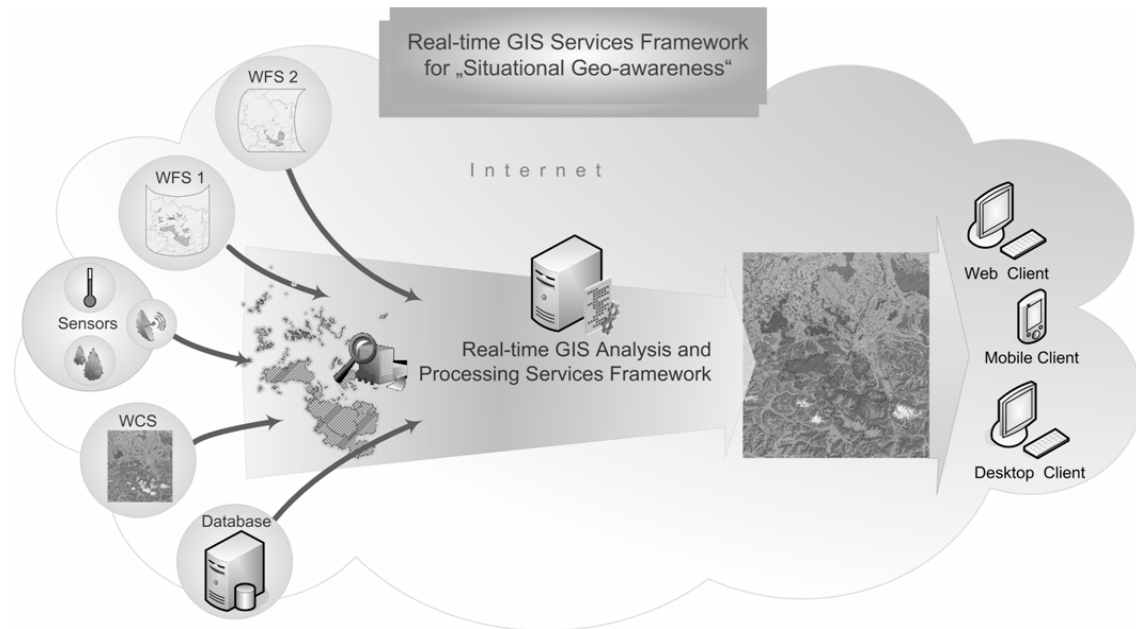 Real-time GIS Services Framework
for „Situational Geo-awareness“
WFS 2
Internet
WFS 1
Sensors
WCS
Database
Real-time GIS Analysis and
Processing Services Framework
Web Client
Mobile Client
Desktop Client